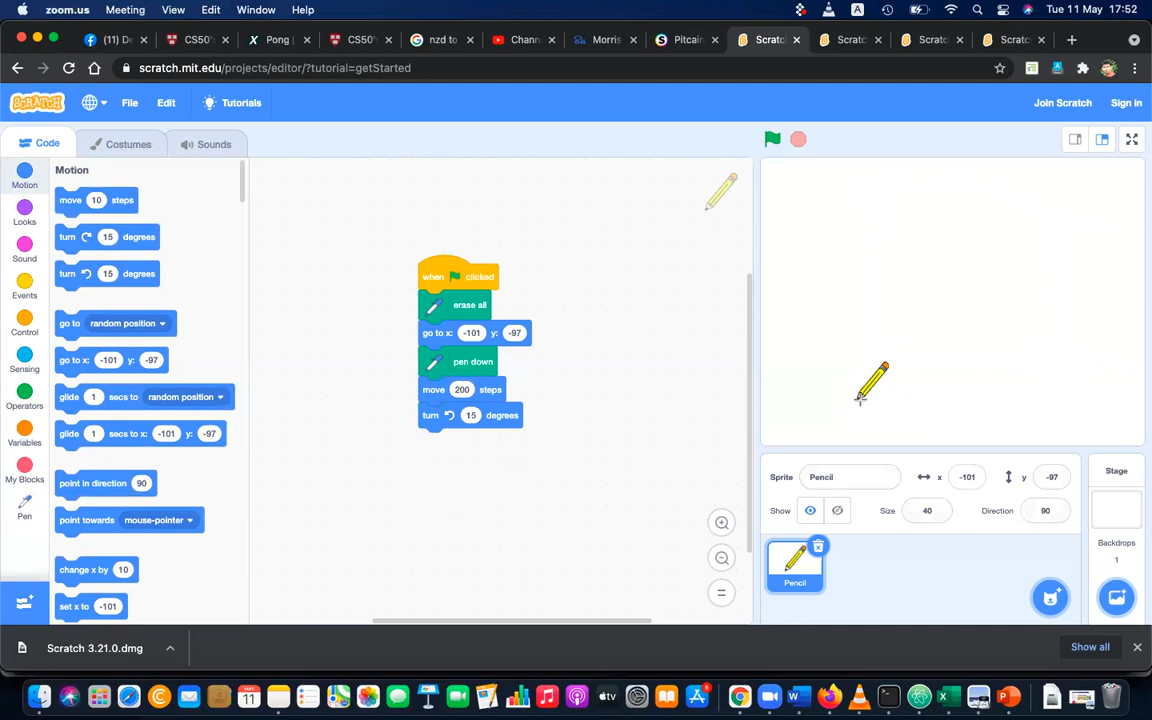 zoom.us Meeting View Edit Window Help A Tue 11 May 17:52
(11) De CS50's Pong CS50's nzd to Chann Morris Pitcair Scratc Scratc Scratc Scratc
scratch.mit.edu/projects/editor/?tutorial=getStarted
SCRATCH File Edit Tutorials Join Scratch Sign in
Code Costumes Sounds
Motion
Looks
Sound
Events
Control
Sensing
Operators
Variables
My Blocks
Pen
Motion
move 10 steps
turn 15 degrees
turn 15 degrees
go to random position
go to x: -101 y: -97
glide 1 secs to random position
glide 1 secs to x: -101 y: -97
point in direction 90
point towards mouse-pointer
change x by 10
set x to -101
when clicked
erase all
go to x: -101 y: -97
pen down
move 200 steps
turn 15 degrees
Sprite Pencil x -101 y -97
Show Size 40 Direction 90
Pencil
Stage
Backdrops
1
Scratch 3.21.0.dmg Show all
MAY
11